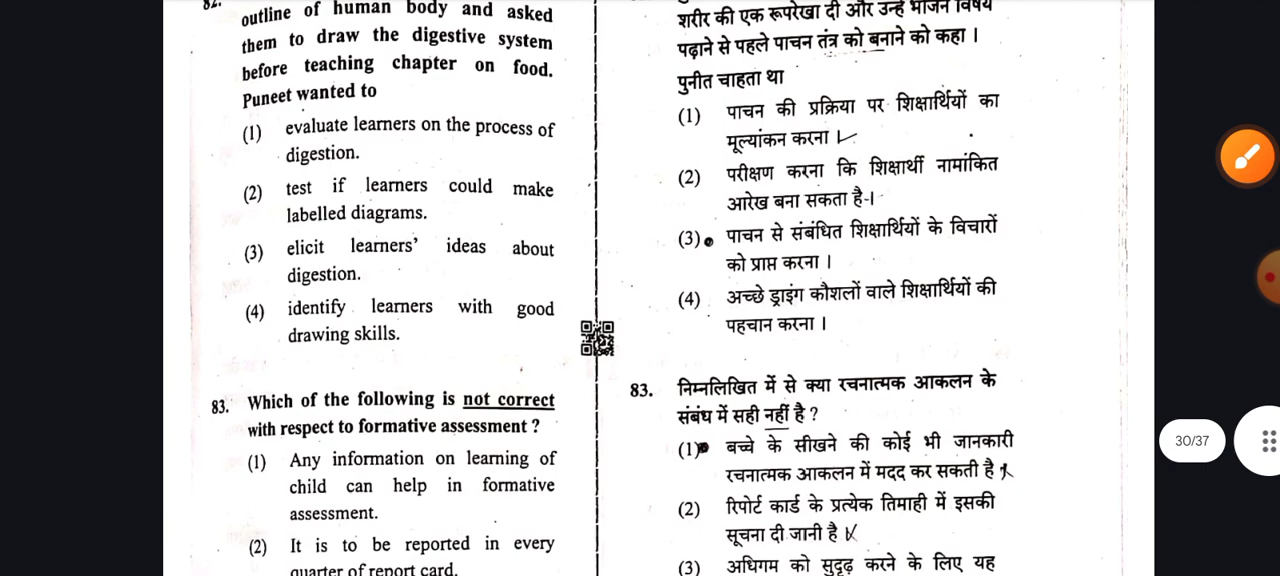 82.
outline of human body and asked
them to draw the digestive system
before teaching chapter on food.
Puneet wanted to
(1) evaluate learners on the process of
digestion.
(2) test if learners could make
labelled diagrams.
(3) elicit learners' ideas about
digestion.
(4) identify learners with good
drawing skills.
83. Which of the following is not correct
with respect to formative assessment ?
(1) Any information on learning of
child can help in formative
assessment.
(2) It is to be reported in every
quarter of report card.
शरीर की एक रूपरेखा दी और उन्हें भोजन विषय
पढ़ाने से पहले पाचन तंत्र को बनाने को कहा ।
पुनीत चाहता था
(1) पाचन की प्रक्रिया पर शिक्षार्थियों का
मूल्यांकन करना ।
(2) परीक्षण करना कि शिक्षार्थी नामांकित
आरेख बना सकता है ।
(3) पाचन से संबंधित शिक्षार्थियों के विचारों
को प्राप्त करना ।
(4) अच्छे ड्राइंग कौशलों वाले शिक्षार्थियों की
पहचान करना ।
83. निम्नलिखित में से क्या रचनात्मक आकलन के
संबंध में सही नहीं है ?
(1) बच्चे के सीखने की कोई भी जानकारी
रचनात्मक आकलन में मदद कर सकती है ।
(2) रिपोर्ट कार्ड के प्रत्येक तिमाही में इसकी
सूचना दी जानी है ।
(3) अधिगम को सुदृढ़ करने के लिए यह
30/37